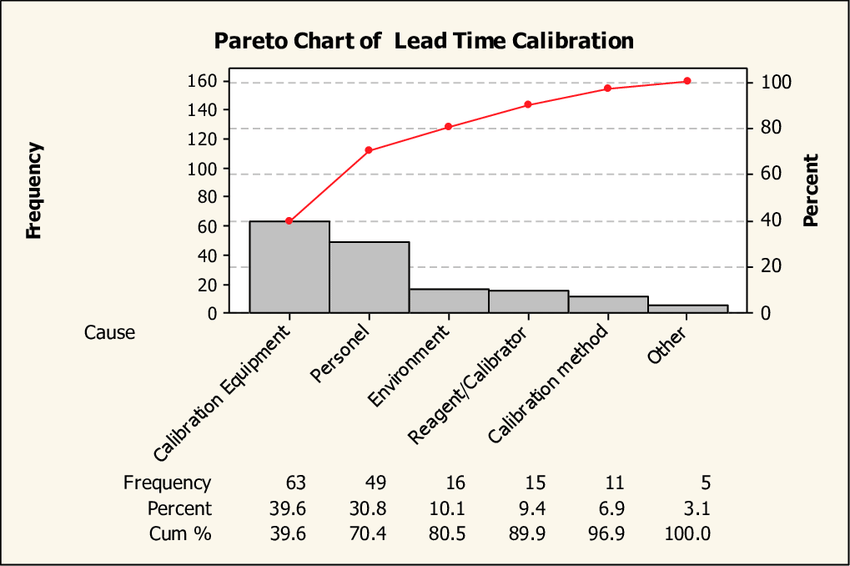 Pareto Chart of Lead Time Calibration
160
140
120
100
80
60
40
20
0
Frequency
100
80
60
40
20
0
Percent
Cause
Calibration Equipment
Personel
Environment
Reagent/Calibrator
Calibration method
Other
Frequency 63 49 16 15 11 5
Percent 39.6 30.8 10.1 9.4 6.9 3.1
Cum % 39.6 70.4 80.5 89.9 96.9 100.0